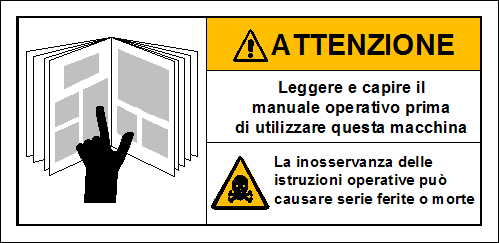 ATTENZIONE
Leggere e capire il
manuale operativo prima
di utilizzare questa macchina
La inosservanza delle
istruzioni operative può
causare serie ferite o morte